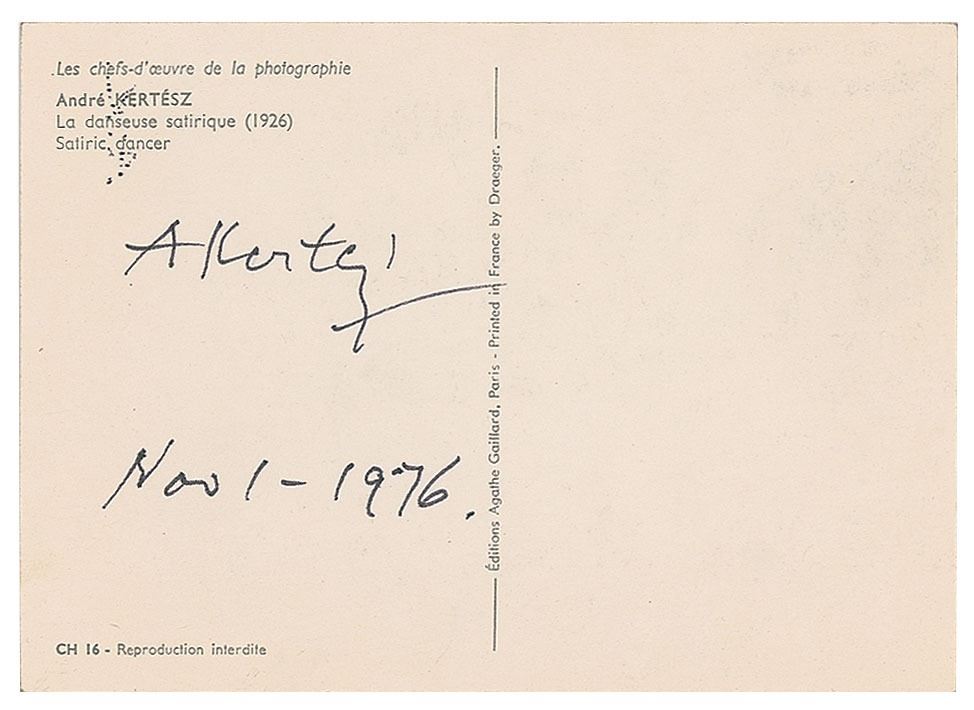 Les chefs-d'œuvre de la photographie
André KERTÉSZ
La danseuse satirique (1926)
Satiric dancer
AKertész
Nov 1 - 1976.
Éditions Agathe Gaillard, Paris - Printed in France by Draeger.
CH 16 - Reproduction interdite